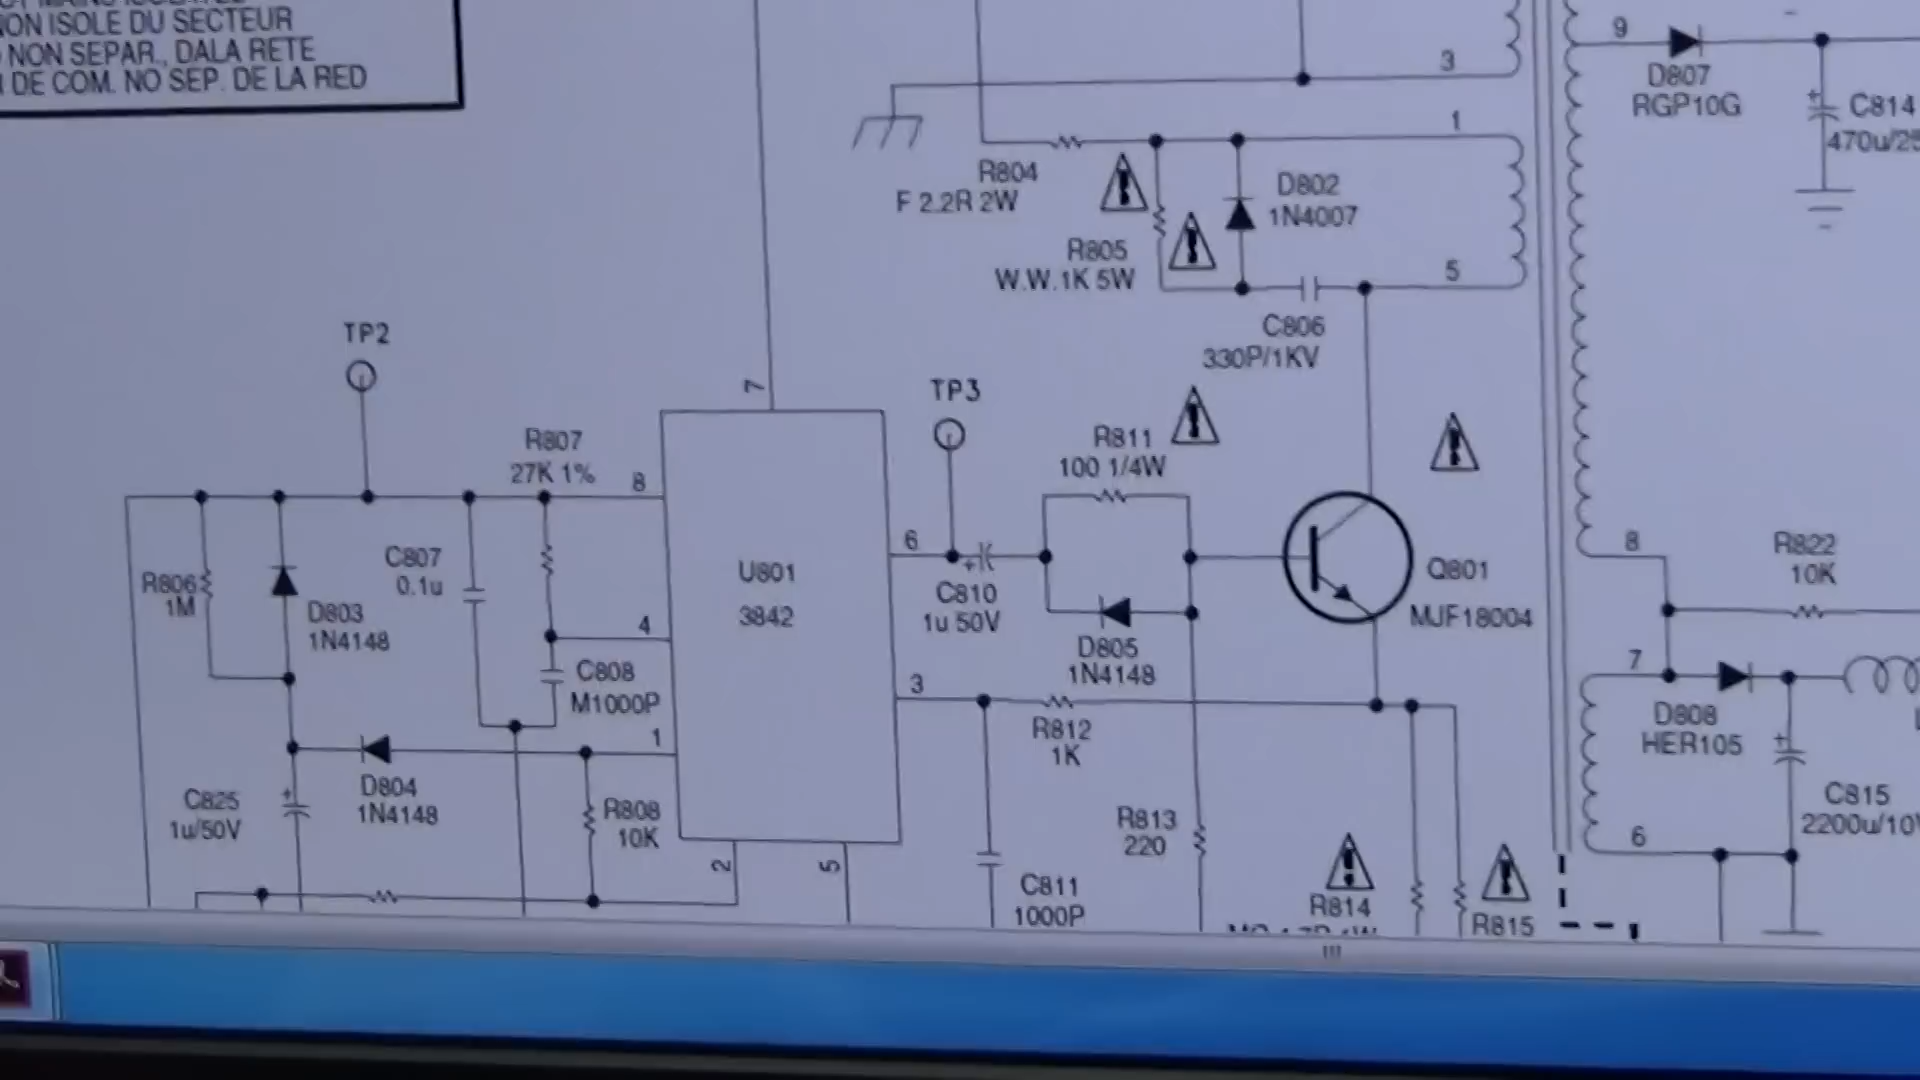 NON ISOLE DU SECTEUR
NON SEPAR., DALA RETE
DE COM. NO SEP. DE LA RED
3
1
R804
F 2.2R 2W
R805
W.W.1K 5W
D802
1N4007
5
C806
330P/1KV
9
D807
RGP10G
C814
470u/25
TP2
7
TP3
R807
27K 1%
8
R811
100 1/4W
6
C810
1u 50V
Q801
MJF18004
C807
0.1u
R806
1M
D803
1N4148
U801
3842
4
C808
M1000P
D805
1N4148
3
R812
1K
1
D804
1N4148
C825
1u/50V
R808
10K
2
5
C811
1000P
R813
220
R814
R815
8
R822
10K
7
D808
HER105
C815
2200u/10V
6